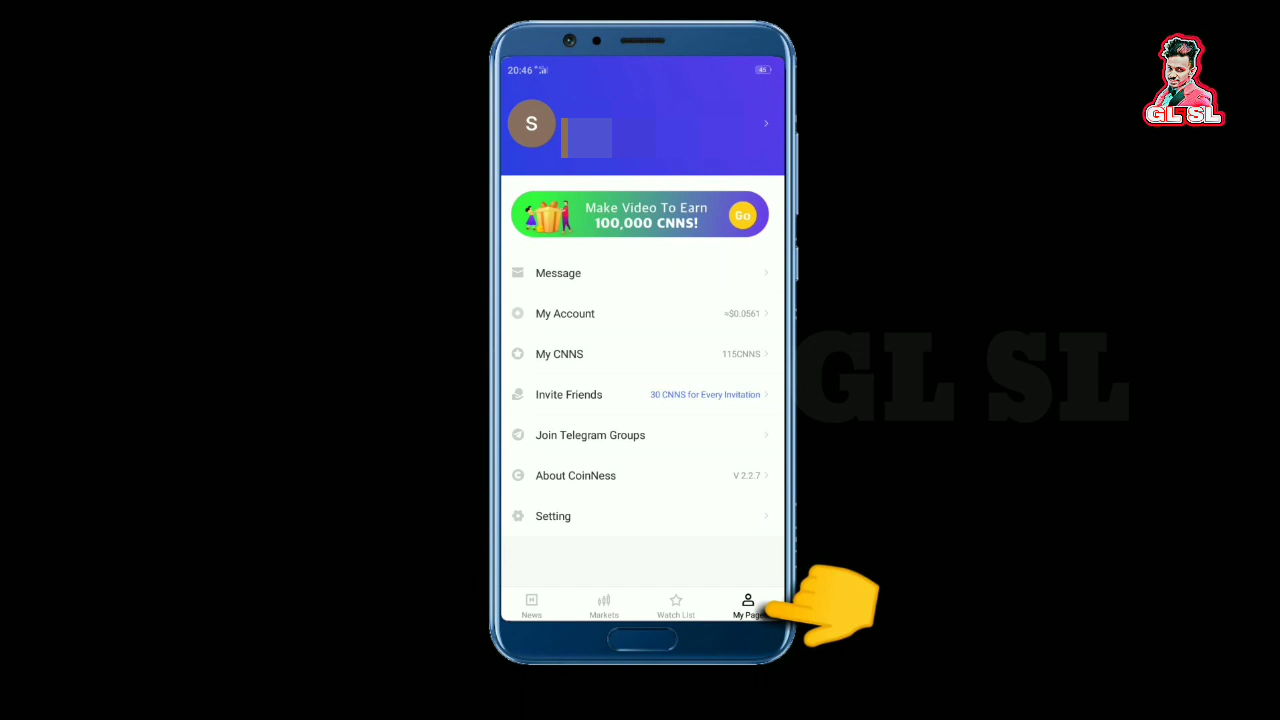 20:46
45
S
Make Video To Earn
100,000 CNNS!
Go
Message
My Account
≈$0.0561
My CNNS
115CNNS
Invite Friends
30 CNNS for Every Invitation
Join Telegram Groups
About CoinNess
V 2.2.7
Setting
News
Markets
Watch List
My Page
GL SL
GL SL